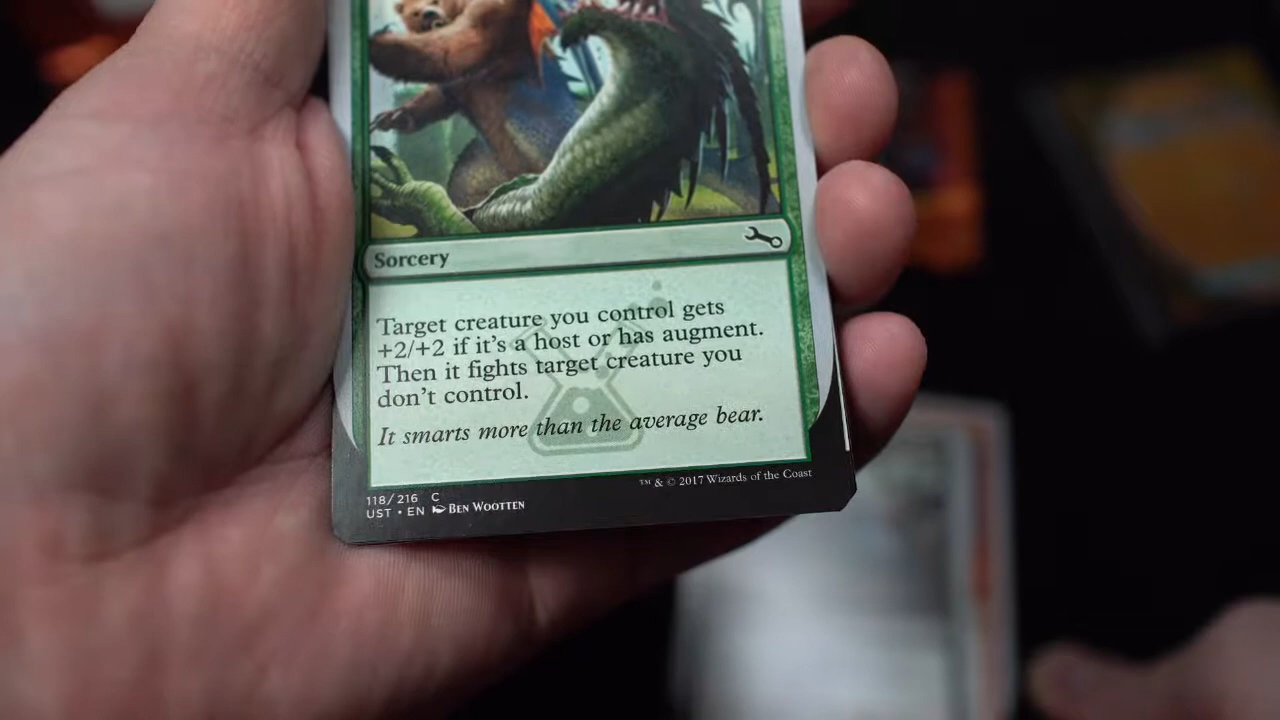 Sorcery
Target creature you control gets
+2/+2 if it's a host or has augment.
Then it fights target creature you
don't control.
It smarts more than the average bear.
118/216 C
UST • EN BEN WOOTTEN
™ & © 2017 Wizards of the Coast